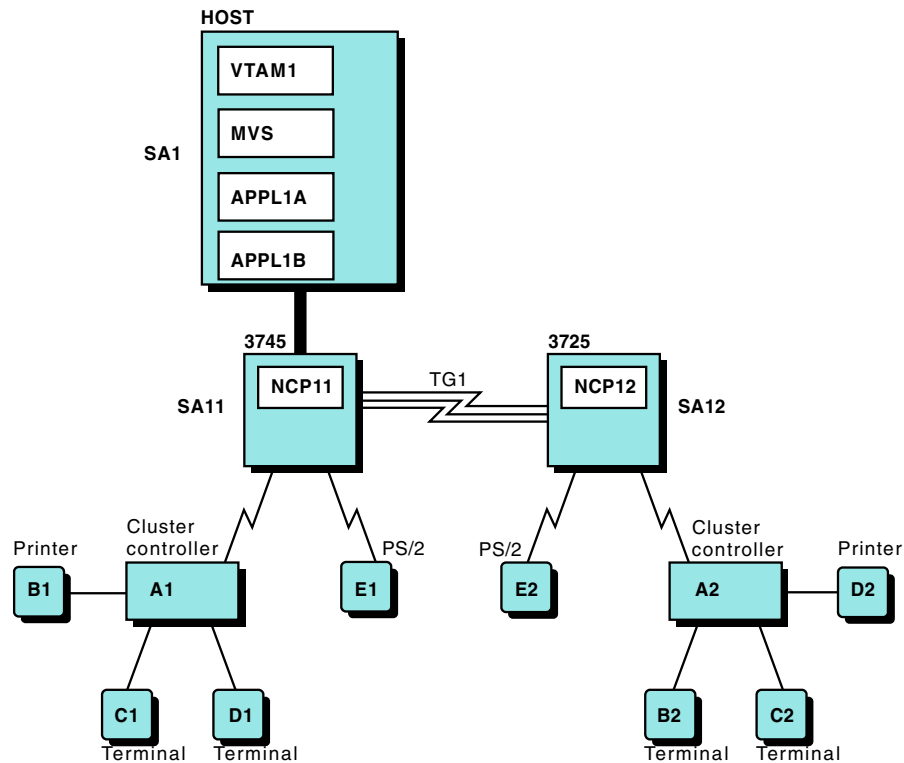 HOST
VTAM1
MVS
SA1
APPL1A
APPL1B
3745
3725
NCP11
TG1
NCP12
SA11
SA12
Cluster
controller
Printer
PS/2
PS/2
Cluster
controller
Printer
B1
A1
E1
E2
A2
D2
C1
D1
B2
C2
Terminal
Terminal
Terminal
Terminal